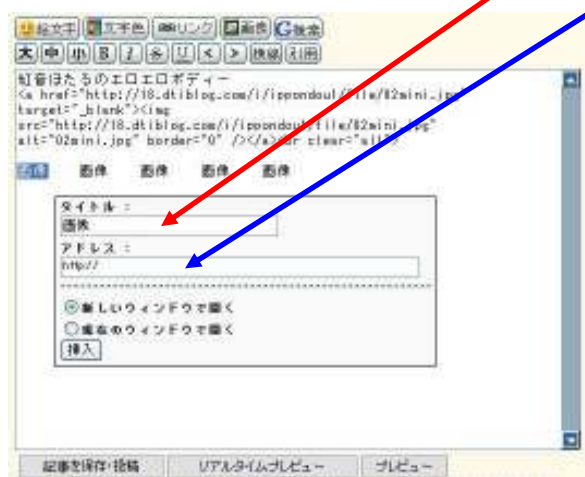 絵文字 文字色 リンク 画像 G検索
大 中 小 B I S U < > 横線 引用
紅音ほたるのエロエロボディー
<a href="http://18.dtiblog.com/i/ippondoul/file/02mini.jpg"
target="_blank"><img
src="http://18.dtiblog.com/i/ippondoul/file/02mini.jpg"
alt="02mini.jpg" border="0" /></a><br clear="all">
画像 画像 画像 画像 画像
タイトル：
画像
アドレス：
http://
新しいウィンドウで開く
現在のウィンドウで開く
挿入
記事を保存・投稿 リアルタイムプレビュー プレビュー